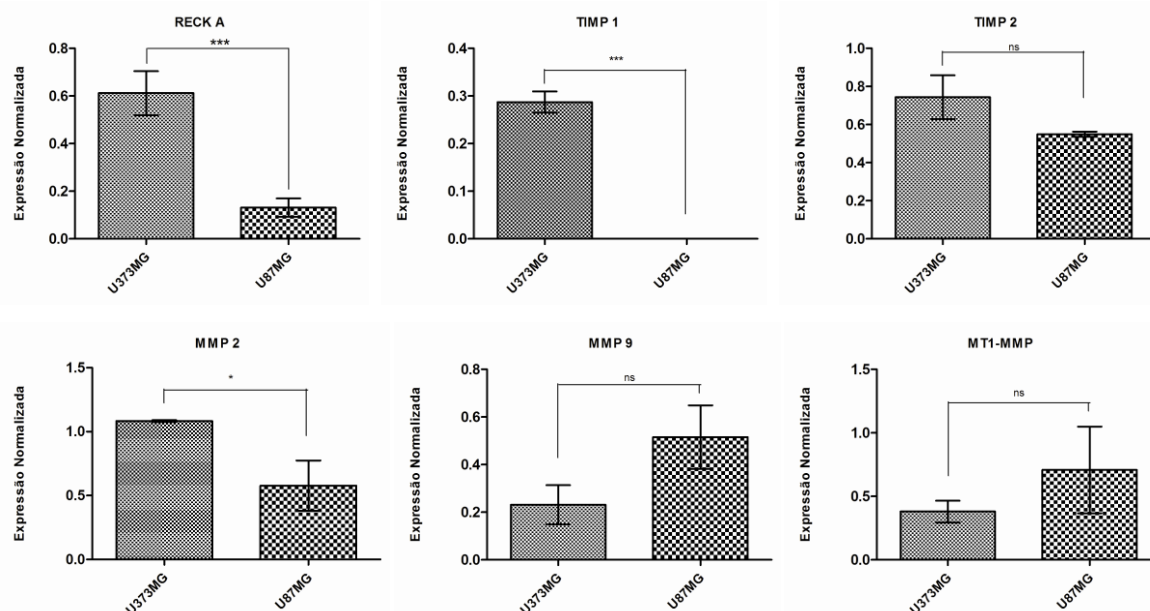 RECK A
***
Expressão Normalizada
0.8
0.6
0.4
0.2
0.0
U373MG
U87MG
TIMP 1
***
Expressão Normalizada
0.4
0.3
0.2
0.1
0.0
U373MG
U87MG
TIMP 2
ns
Expressão Normalizada
1.0
0.8
0.6
0.4
0.2
0.0
U373MG
U87MG
MMP 2
*
Expressão Normalizada
1.5
1.0
0.5
0.0
U373MG
U87MG
MMP 9
ns
Expressão Normalizada
0.8
0.6
0.4
0.2
0.0
U373MG
U87MG
MT1-MMP
ns
Expressão Normalizada
1.5
1.0
0.5
0.0
U373MG
U87MG